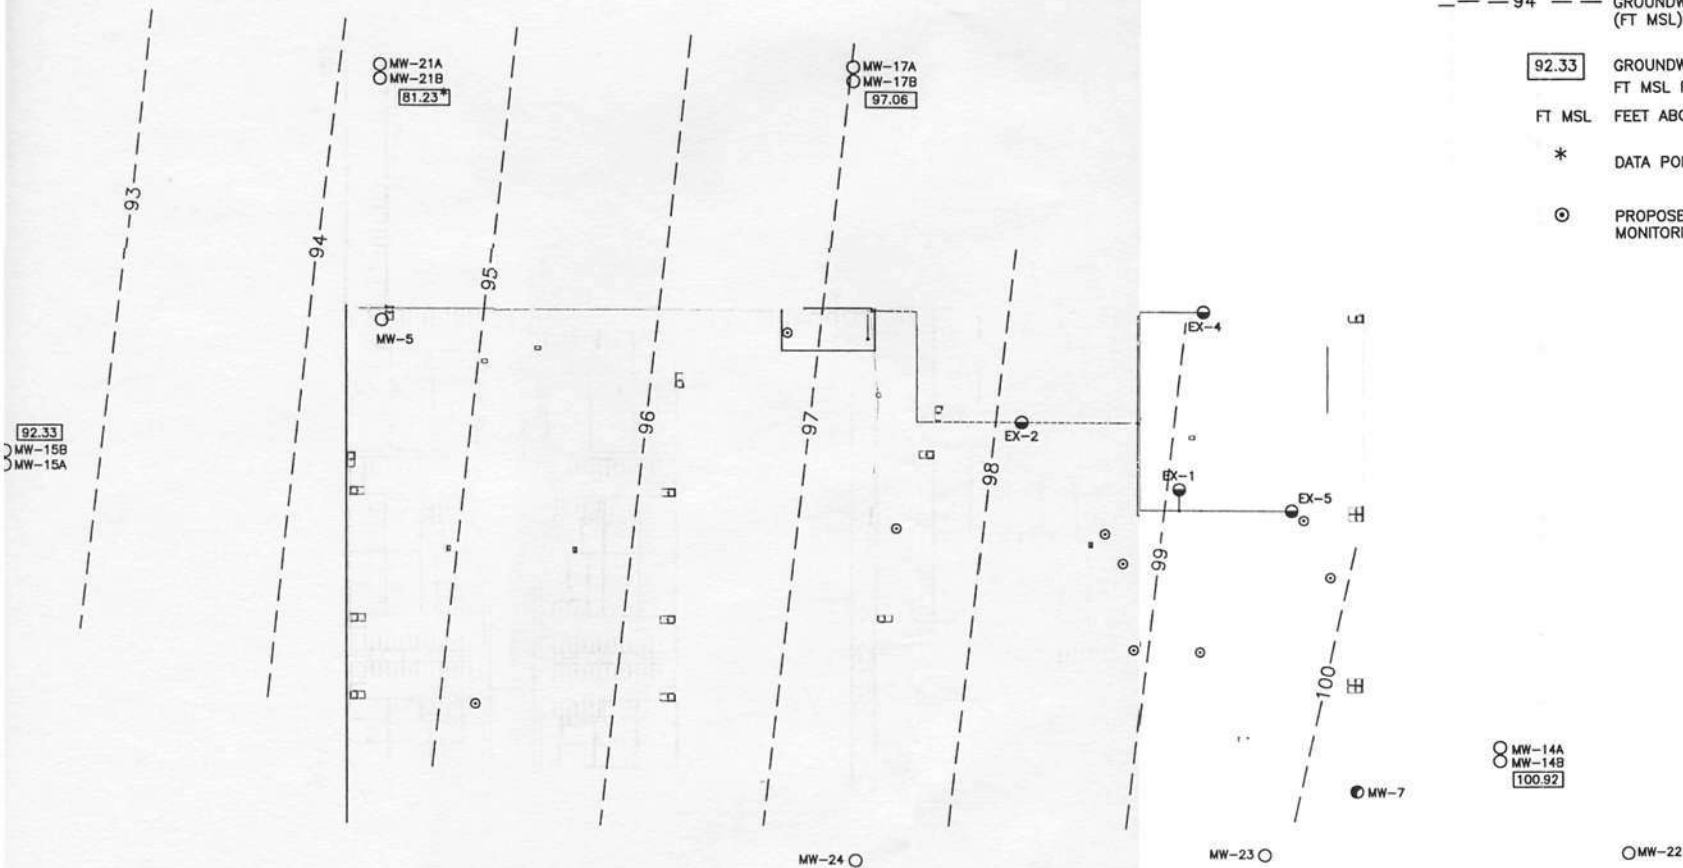 94
GROUNDW
(FT MSL)
92.33
GROUNDW
FT MSL F
FT MSL
FEET ABO
*
DATA POI
PROPOSE
MONITORI
MW-21A
MW-21B
81.23*
MW-17A
MW-17B
97.06
93
94
95
96
97
98
99
100
MW-5
EX-4
EX-2
EX-1
EX-5
92.33
MW-15B
MW-15A
MW-14A
MW-14B
100.92
MW-7
MW-24
MW-23
MW-22